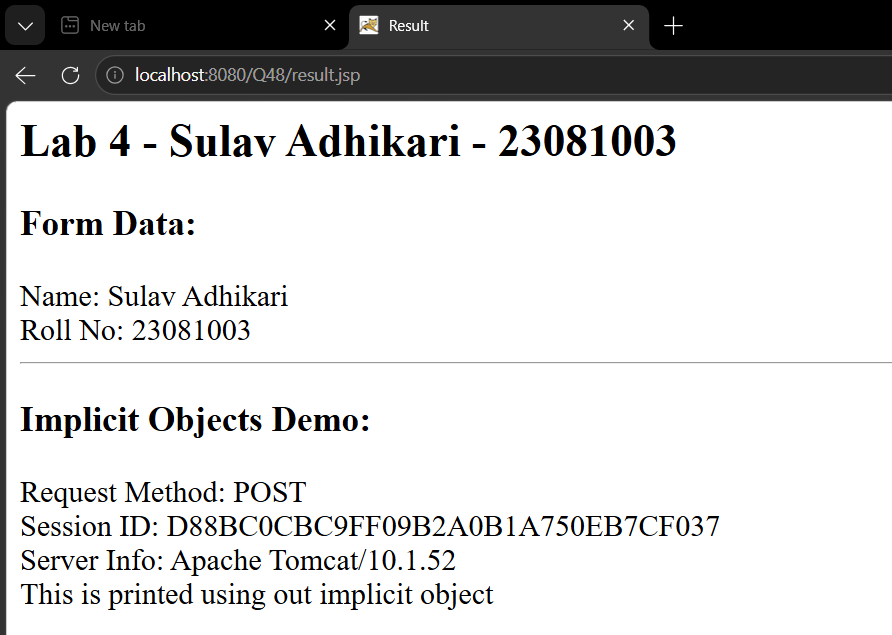 New tab
Result
localhost:8080/Q48/result.jsp
Lab 4 - Sulav Adhikari - 23081003
Form Data:
Name: Sulav Adhikari
Roll No: 23081003
Implicit Objects Demo:
Request Method: POST
Session ID: D88BC0CBC9FF09B2A0B1A750EB7CF037
Server Info: Apache Tomcat/10.1.52
This is printed using out implicit object